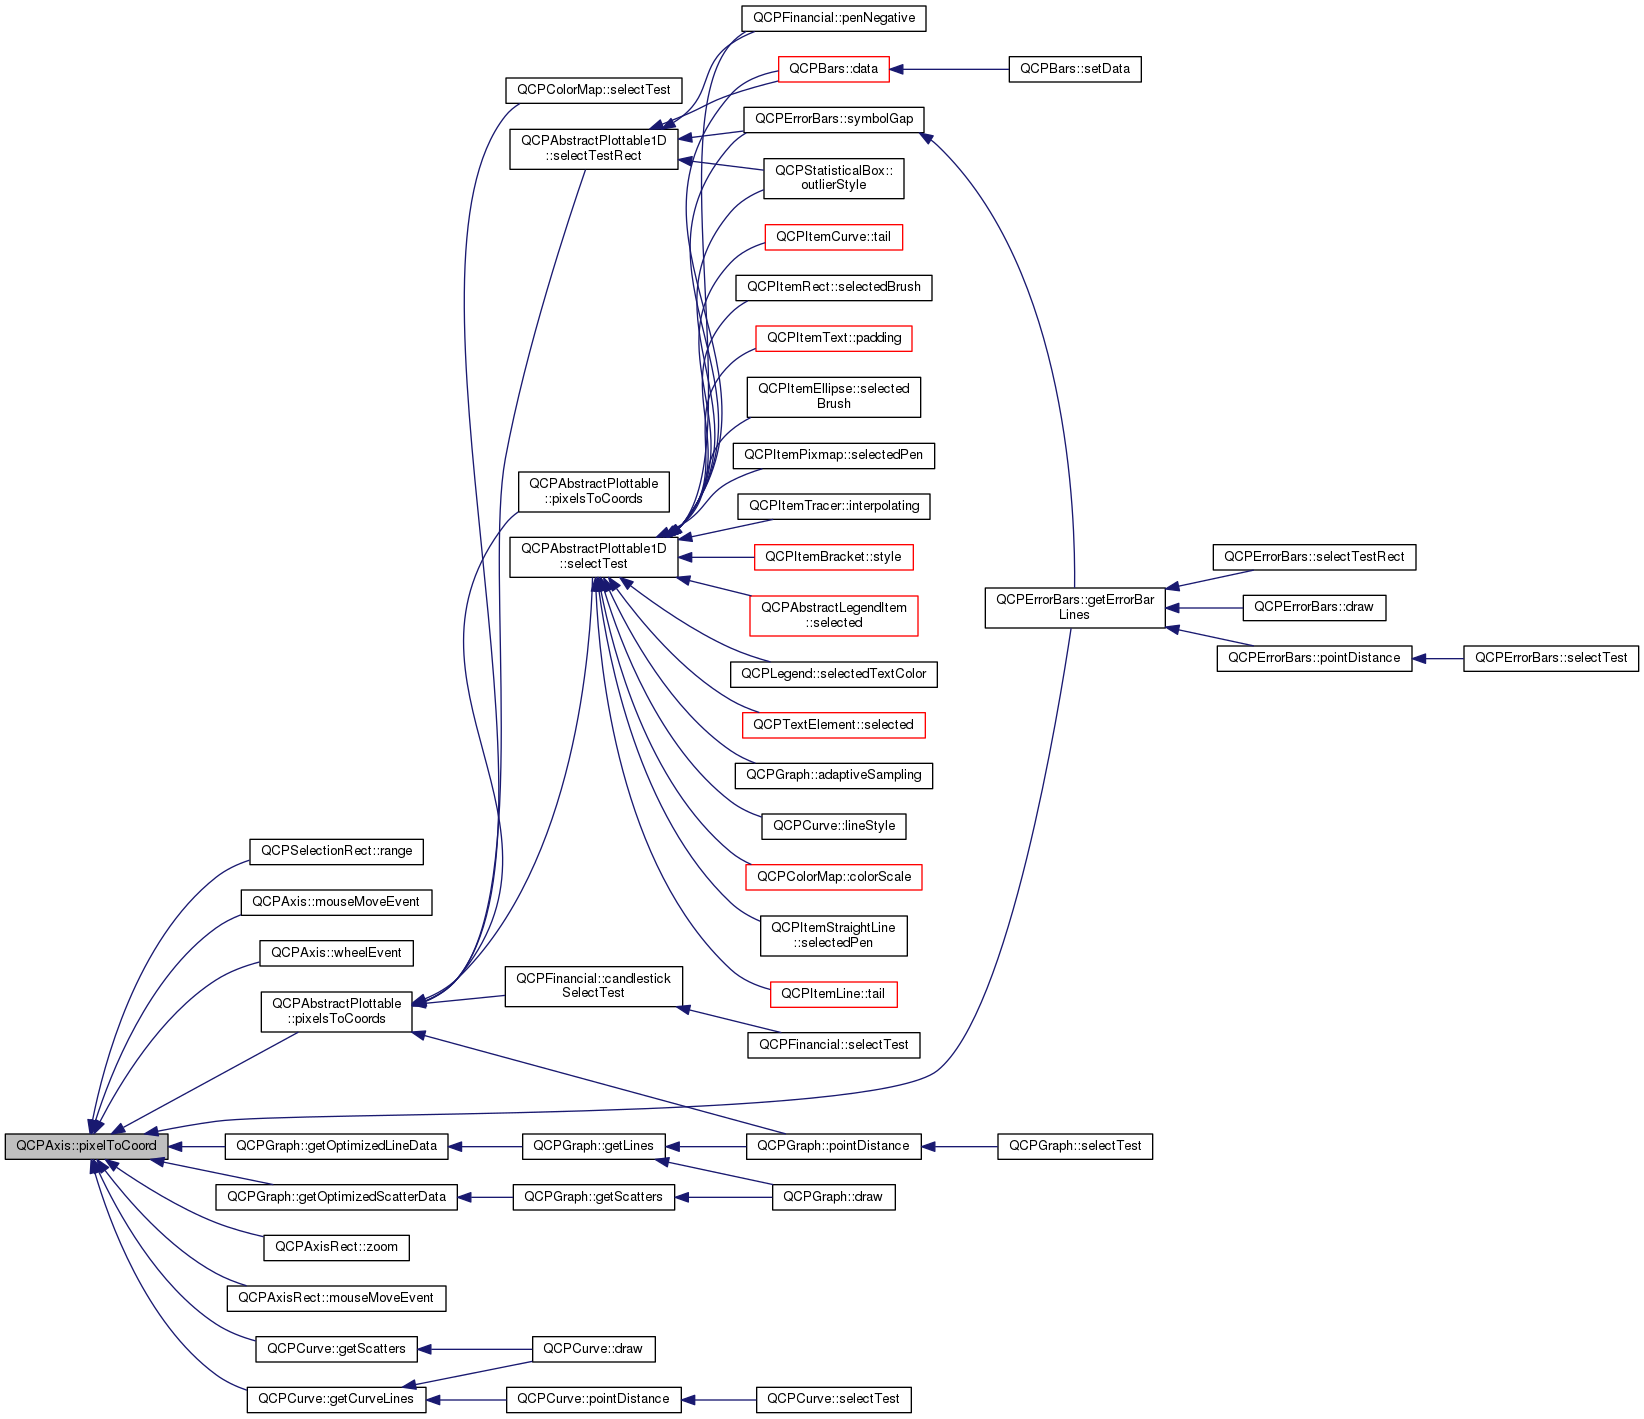 QCPFinancial::penNegative
QCPBars::data
QCPBars::setData
QCPColorMap::selectTest
QCPErrorBars::symbolGap
QCPAbstractPlottable1D
::selectTestRect
QCPStatisticalBox::
outlierStyle
QCPItemCurve::tail
QCPItemRect::selectedBrush
QCPItemText::padding
QCPItemEllipse::selected
Brush
QCPItemPixmap::selectedPen
QCPAbstractPlottable
::pixelsToCoords
QCPItemTracer::interpolating
QCPAbstractPlottable1D
::selectTest
QCPItemBracket::style
QCPErrorBars::selectTestRect
QCPAbstractLegendItem
::selected
QCPErrorBars::getErrorBar
Lines
QCPErrorBars::draw
QCPErrorBars::pointDistance
QCPErrorBars::selectTest
QCPLegend::selectedTextColor
QCPTextElement::selected
QCPGraph::adaptiveSampling
QCPCurve::lineStyle
QCPSelectionRect::range
QCPColorMap::colorScale
QCPAxis::mouseMoveEvent
QCPItemStraightLine
::selectedPen
QCPAxis::wheelEvent
QCPFinancial::candlestick
SelectTest
QCPItemLine::tail
QCPAbstractPlottable
::pixelsToCoords
QCPFinancial::selectTest
QCPAxis::pixelToCoord
QCPGraph::getOptimizedLineData
QCPGraph::getLines
QCPGraph::pointDistance
QCPGraph::selectTest
QCPGraph::getOptimizedScatterData
QCPGraph::getScatters
QCPGraph::draw
QCPAxisRect::zoom
QCPAxisRect::mouseMoveEvent
QCPCurve::getScatters
QCPCurve::draw
QCPCurve::getCurveLines
QCPCurve::pointDistance
QCPCurve::selectTest